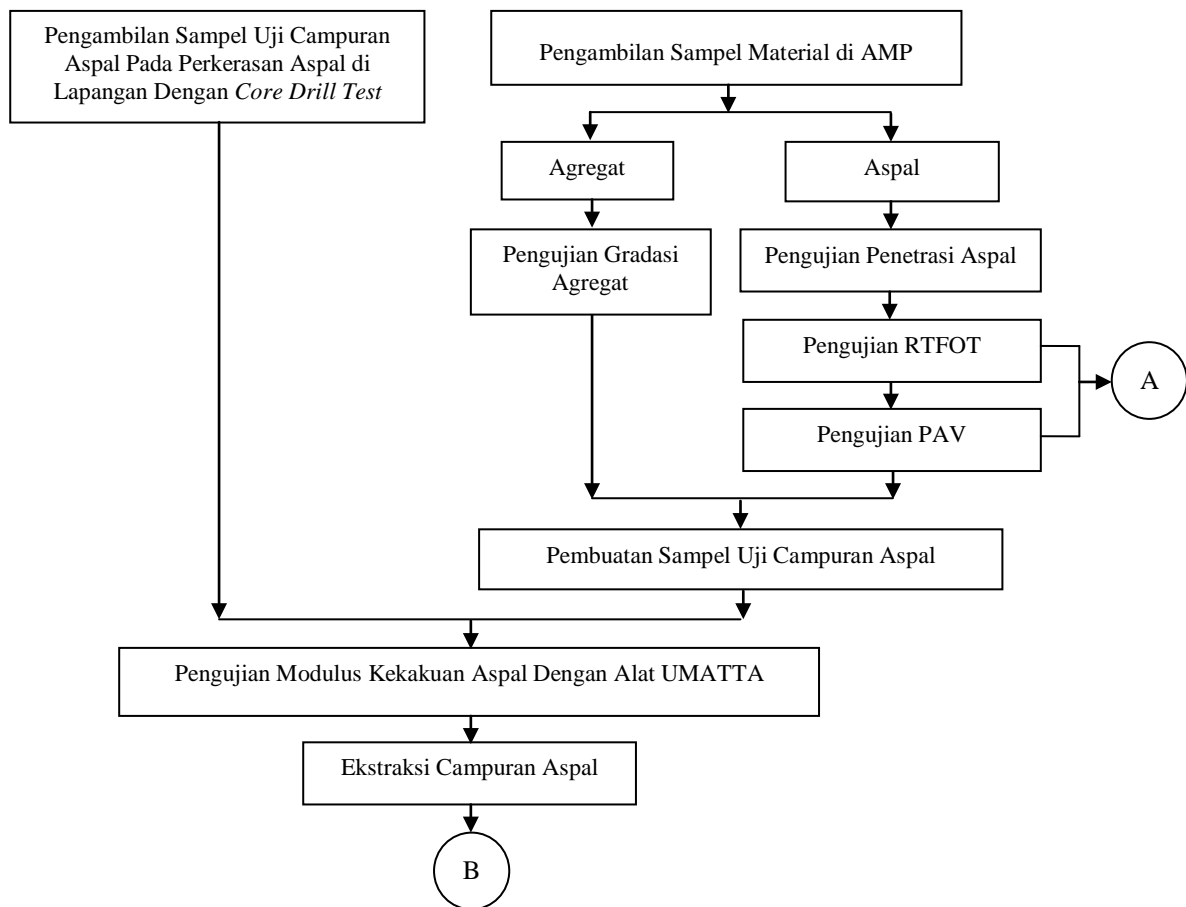 Pengambilan Sampel Uji Campuran
Aspal Pada Perkerasan Aspal di
Lapangan Dengan Core Drill Test
Pengambilan Sampel Material di AMP
Agregat
Aspal
Pengujian Gradasi
Agregat
Pengujian Penetrasi Aspal
Pengujian RTFOT
A
Pengujian PAV
Pembuatan Sampel Uji Campuran Aspal
Pengujian Modulus Kekakuan Aspal Dengan Alat UMATTA
Ekstraksi Campuran Aspal
B